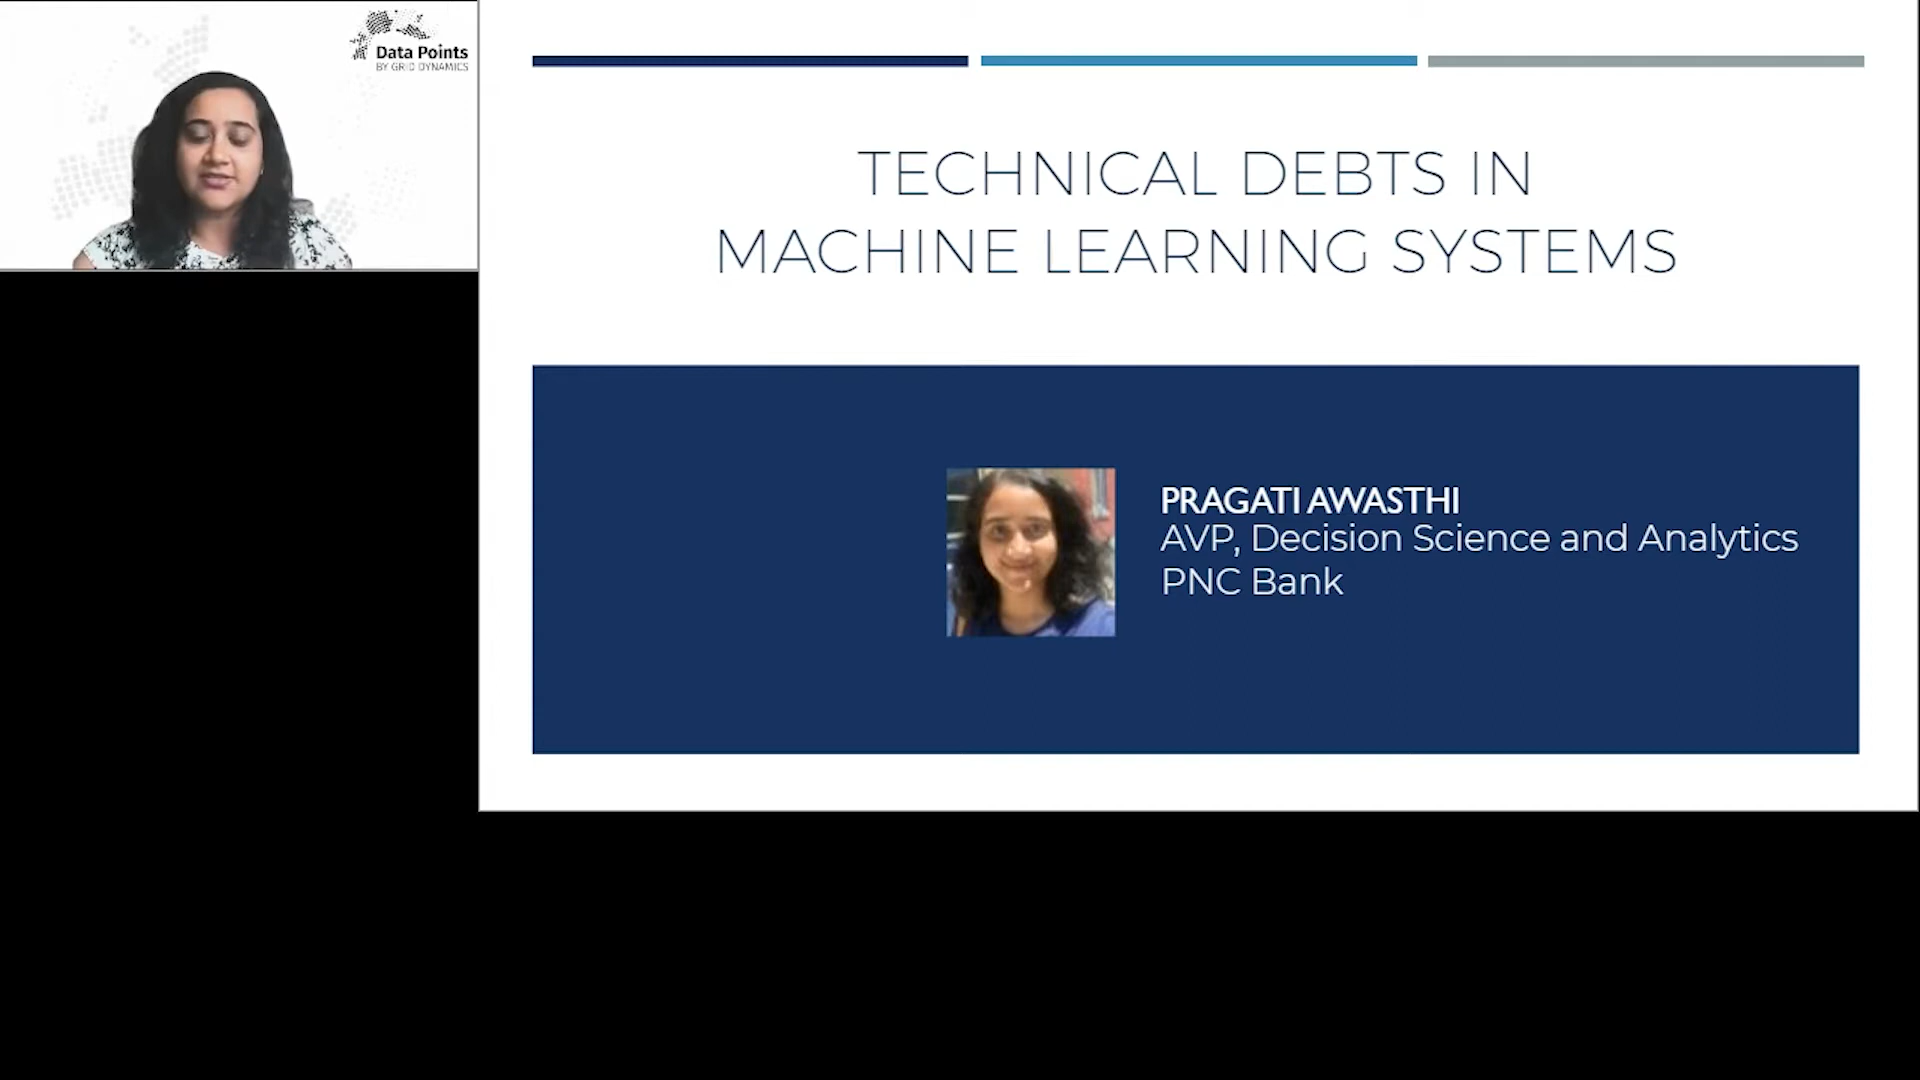 Data Points
BY GRID DYNAMICS
TECHNICAL DEBTS IN
MACHINE LEARNING SYSTEMS
PRAGATI AWASTHI
AVP, Decision Science and Analytics
PNC Bank